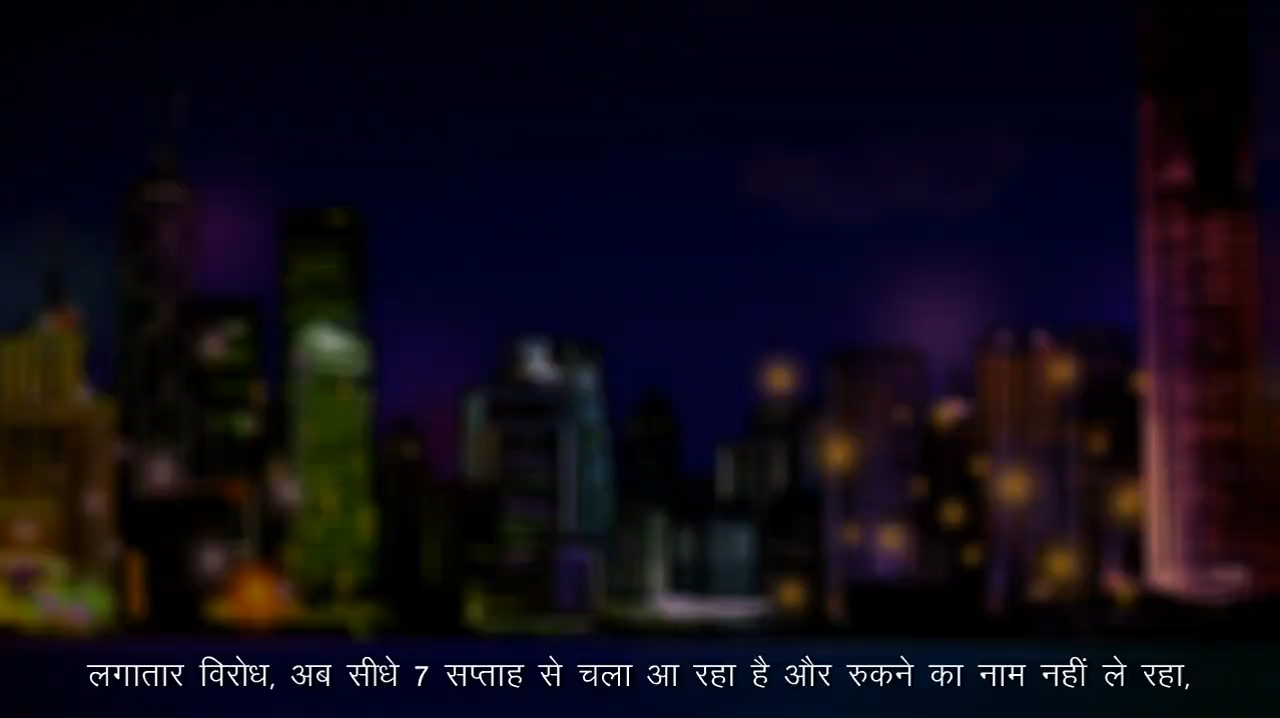 लगातार विरोध, अब सीधे 7 सप्ताह से चला आ रहा है और रुकने का नाम नहीं ले रहा,